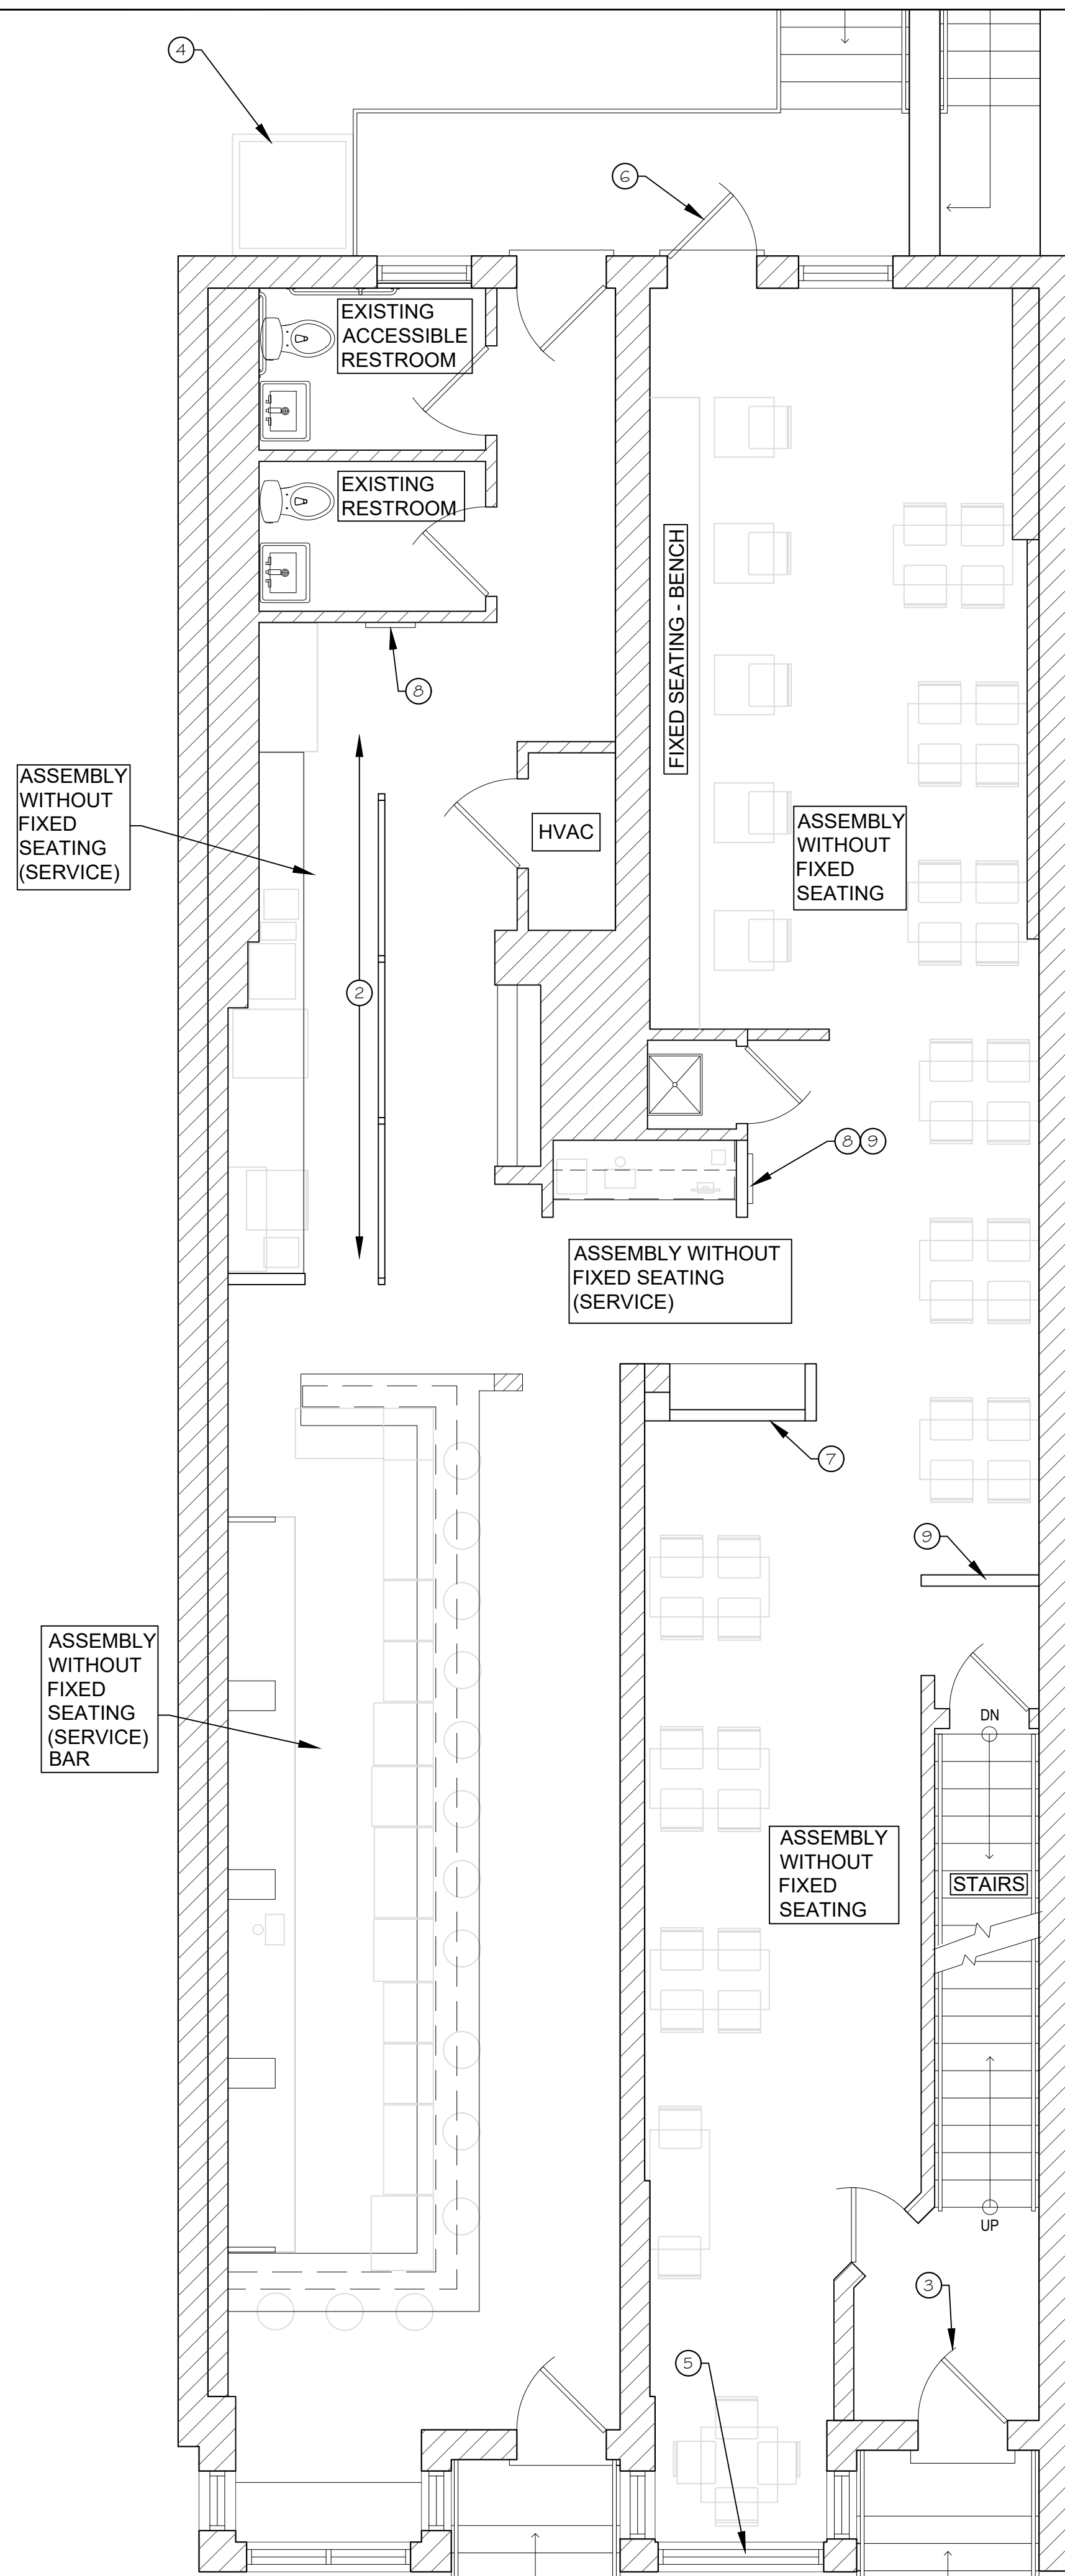 4
6
EXISTING
ACCESSIBLE
RESTROOM
EXISTING
RESTROOM
FIXED SEATING - BENCH
8
ASSEMBLY
WITHOUT
FIXED
SEATING
(SERVICE)
HVAC
ASSEMBLY
WITHOUT
FIXED
SEATING
2
8 9
ASSEMBLY WITHOUT
FIXED SEATING
(SERVICE)
7
9
ASSEMBLY
WITHOUT
FIXED
SEATING
(SERVICE)
BAR
DN
ASSEMBLY
WITHOUT
FIXED
SEATING
STAIRS
UP
3
5